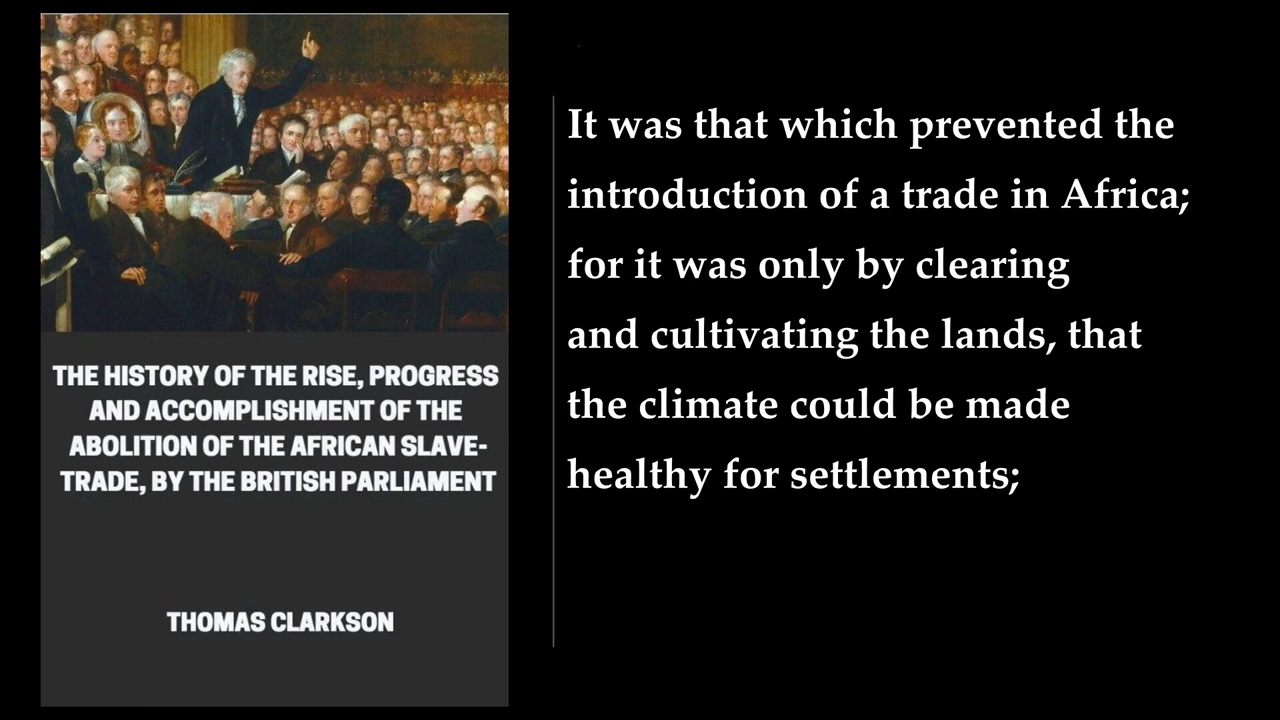 THE HISTORY OF THE RISE, PROGRESS
AND ACCOMPLISHMENT OF THE
ABOLITION OF THE AFRICAN SLAVE-
TRADE, BY THE BRITISH PARLIAMENT
THOMAS CLARKSON
It was that which prevented the
introduction of a trade in Africa;
for it was only by clearing
and cultivating the lands, that
the climate could be made
healthy for settlements;